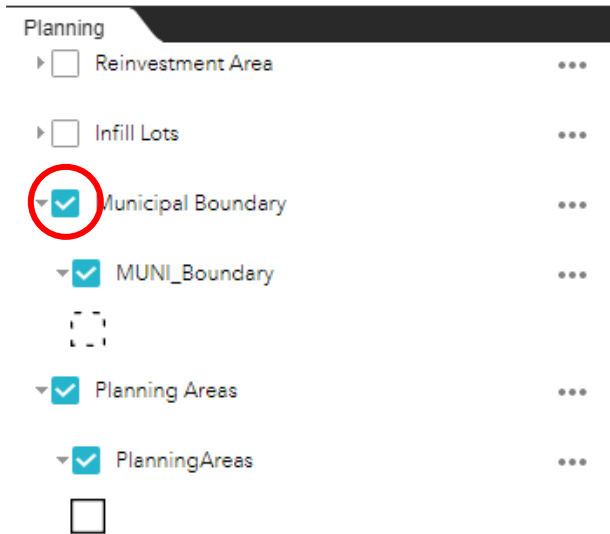 Planning
Reinvestment Area
Infill Lots
Municipal Boundary
MUNI_Boundary
Planning Areas
PlanningAreas